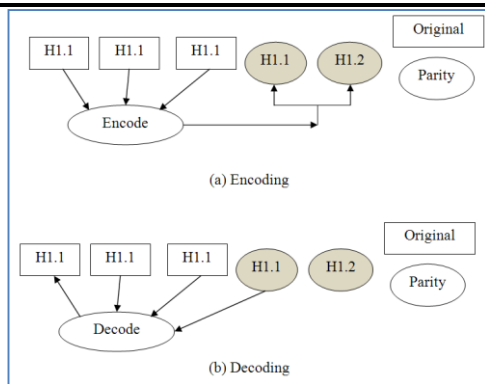 Original
H1.1 H1.1 H1.1 H1.1 H1.2
Parity
Encode
(a) Encoding
Original
H1.1 H1.1 H1.1 H1.1 H1.2
Parity
Decode
(b) Decoding